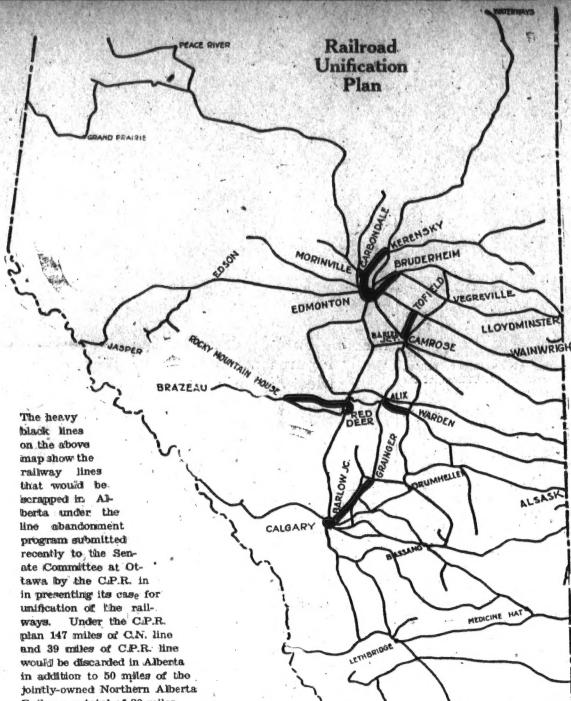 WATERWAYS
PEACE RIVER
Railroad
Unification
Plan
GRAND PRAIRIE
CARBONDALE
KERENSKY
MORINVILLE
BRUDERHEIM
EDSON
TOFIELD
VEGREVILLE
EDMONTON
LLOYDMINSTER
CAMROSE
WAINWRIGH
JASPER
ROCKY MOUNTAIN HOUSE
BRAZEAU
ALIX
RED
DEER
WARDEN
The heavy
black lines
on the above
map show the
railway lines
that would be
scrapped in Al-
berta under the
line abandonment
program submitted
recently to the Sen-
ate Committee at Ot-
tawa by the C.P.R. in
in presenting its case for
unification of the rail-
ways. Under the C.P.R.
plan 147 miles of C.N. line
and 39 miles of C.P.R. line
would be discarded in Alberta
in addition to 50 miles of the
jointly-owned Northern Alberta
BARLOW JC.
GRAINGER
DRUMHELLE
ALSASK
CALGARY
BASSANO
MEDICINE HAT
LETHBRIDGE